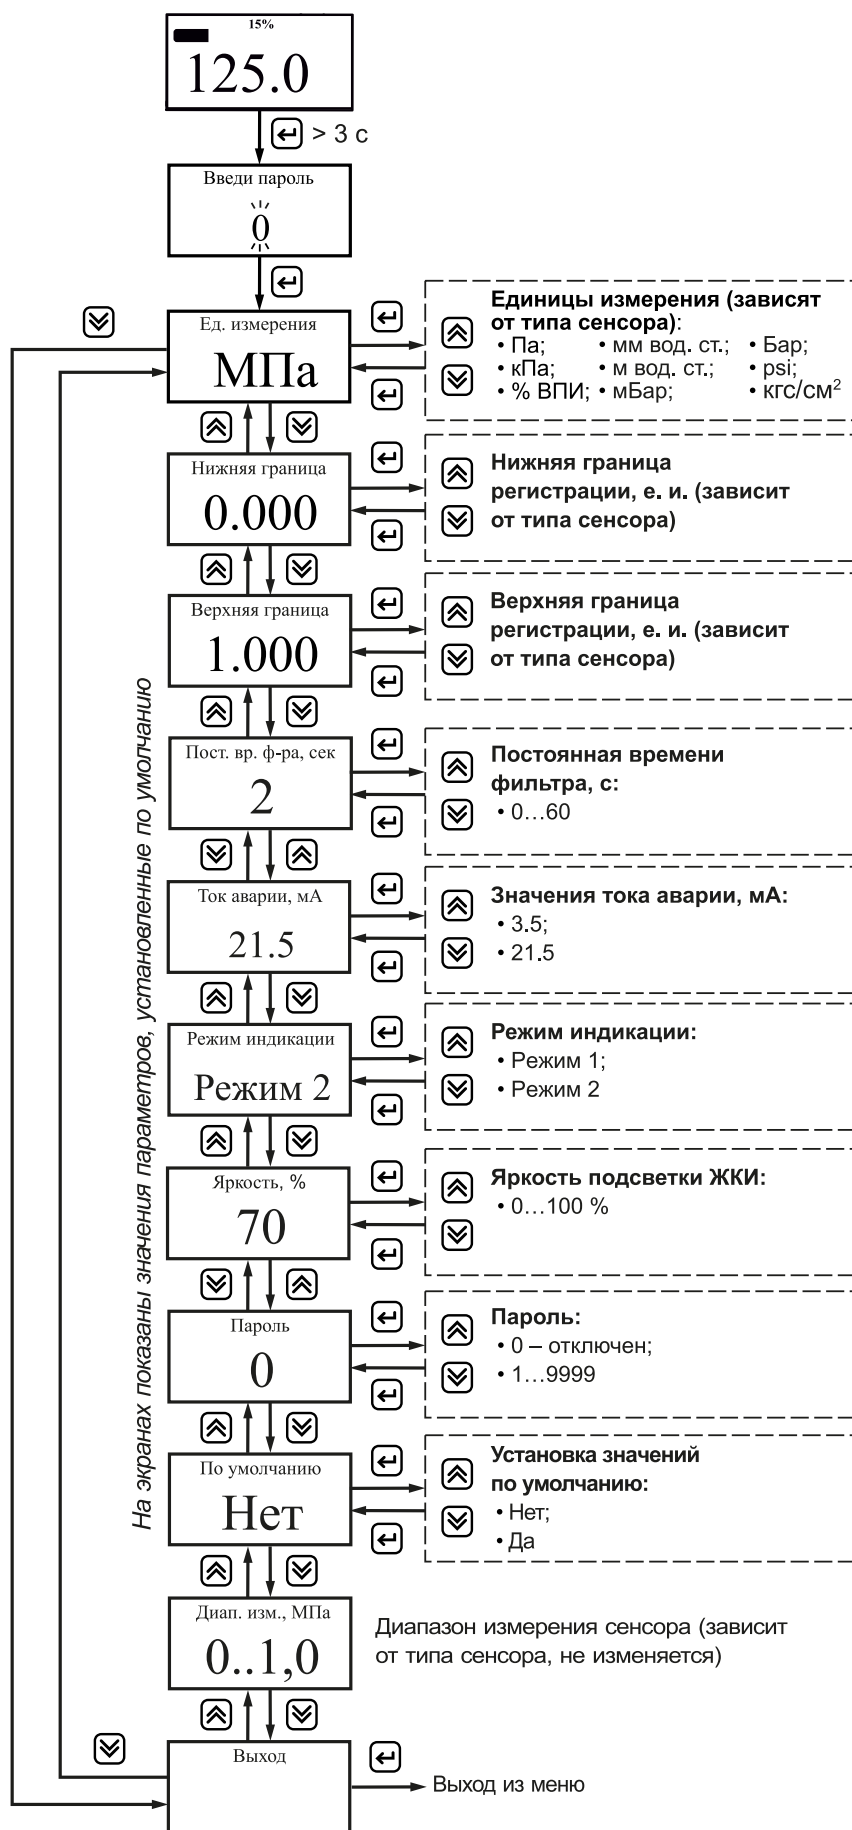 15%
125.0
> 3 с
Введи пароль
0
Ед. измерения
МПа
Единицы измерения (зависят
от типа сенсора):
• Па; • мм вод. ст.; • Бар;
• кПа; • м вод. ст.; • psi;
• % ВПИ; • мБар; • кгс/см²
Нижняя граница
0.000
Нижняя граница
регистрации, е. и. (зависит
от типа сенсора)
Верхняя граница
1.000
Верхняя граница
регистрации, е. и. (зависит
от типа сенсора)
На экранах показаны значения параметров, установленные по умолчанию
Пост. вр. ф-ра, сек
2
Постоянная времени
фильтра, с:
• 0...60
Ток аварии, мА
21.5
Значения тока аварии, мА:
• 3.5;
• 21.5
Режим индикации
Режим 2
Режим индикации:
• Режим 1;
• Режим 2
Яркость, %
70
Яркость подсветки ЖКИ:
• 0...100 %
Пароль
0
Пароль:
• 0 – отключен;
• 1...9999
По умолчанию
Нет
Установка значений
по умолчанию:
• Нет;
• Да
Диап. изм., МПа
0..1,0
Диапазон измерения сенсора (зависит
от типа сенсора, не изменяется)
Выход
Выход из меню